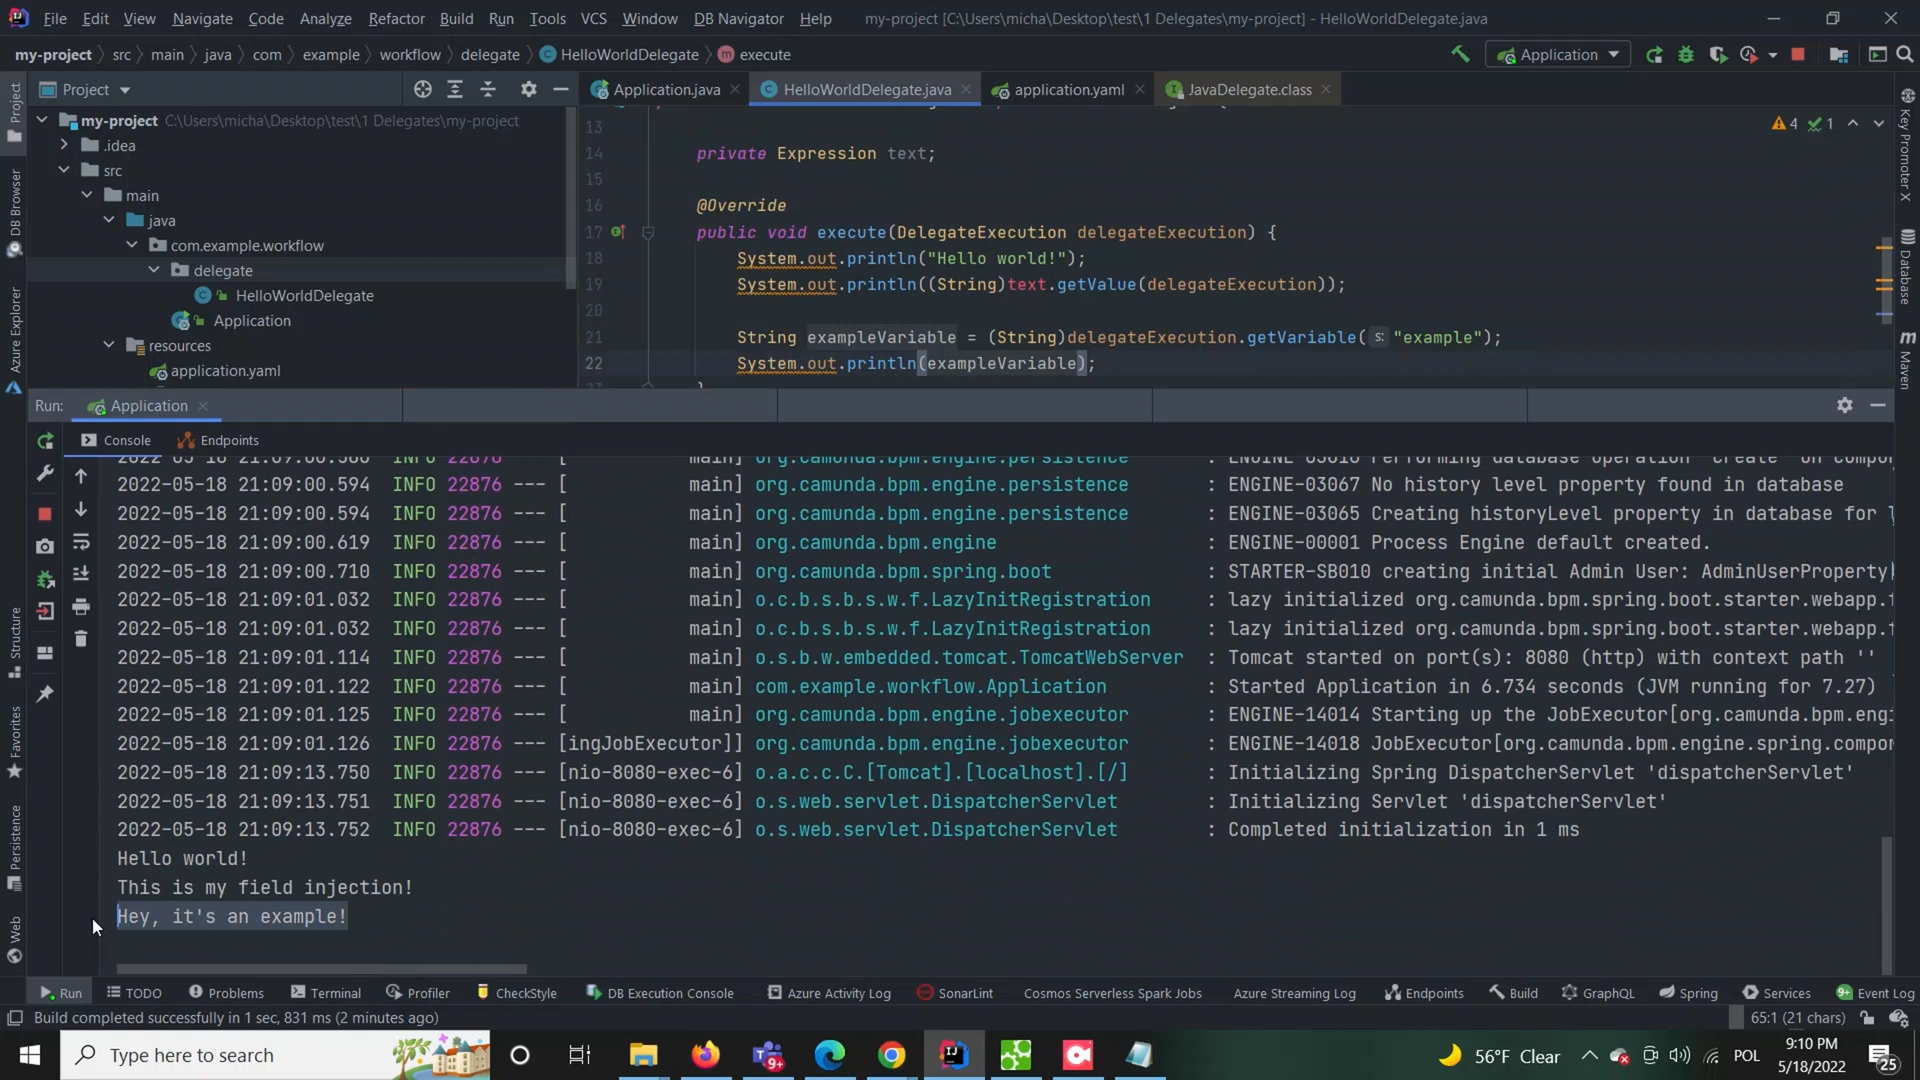 File Edit View Navigate Code Analyze Refactor Build Run Tools VCS Window DB Navigator Help my-project [C:\Users\micha\Desktop\test\1 Delegates\my-project] - HelloWorldDelegate.java
my-project src main java com example workflow delegate HelloWorldDelegate execute Application
Project Application.java HelloWorldDelegate.java application.yaml JavaDelegate.class
my-project C:\Users\micha\Desktop\test\1 Delegates\my-project
.idea
src
main
java
com.example.workflow
delegate
HelloWorldDelegate
Application
resources
application.yaml
4 1
13
14 private Expression text;
15
16 @Override
17 public void execute(DelegateExecution delegateExecution) {
18 System.out.println("Hello world!");
19 System.out.println((String)text.getValue(delegateExecution));
20
21 String exampleVariable = (String)delegateExecution.getVariable( s: "example");
22 System.out.println(exampleVariable);
Project
DB Browser
Azure Explorer
Structure
Favorites
Persistence
Web
Key Promoter X
Database
Maven
Run: Application
Console Endpoints
2022-05-18 21:09:00.594 INFO 22876 --- [ main] org.camunda.bpm.engine.persistence : ENGINE-03067 No history level property found in database
2022-05-18 21:09:00.594 INFO 22876 --- [ main] org.camunda.bpm.engine.persistence : ENGINE-03065 Creating historyLevel property in database for
2022-05-18 21:09:00.619 INFO 22876 --- [ main] org.camunda.bpm.engine : ENGINE-00001 Process Engine default created.
2022-05-18 21:09:00.710 INFO 22876 --- [ main] org.camunda.bpm.spring.boot : STARTER-SB010 creating initial Admin User: AdminUserProperty
2022-05-18 21:09:01.032 INFO 22876 --- [ main] o.c.b.s.b.s.w.f.LazyInitRegistration : lazy initialized org.camunda.bpm.spring.boot.starter.webapp.
2022-05-18 21:09:01.032 INFO 22876 --- [ main] o.c.b.s.b.s.w.f.LazyInitRegistration : lazy initialized org.camunda.bpm.spring.boot.starter.webapp.
2022-05-18 21:09:01.114 INFO 22876 --- [ main] o.s.b.w.embedded.tomcat.TomcatWebServer : Tomcat started on port(s): 8080 (http) with context path ''
2022-05-18 21:09:01.122 INFO 22876 --- [ main] com.example.workflow.Application : Started Application in 6.734 seconds (JVM running for 7.27)
2022-05-18 21:09:01.125 INFO 22876 --- [ main] org.camunda.bpm.engine.jobexecutor : ENGINE-14014 Starting up the JobExecutor[org.camunda.bpm.engi
2022-05-18 21:09:01.126 INFO 22876 --- [ingJobExecutor]] org.camunda.bpm.engine.jobexecutor : ENGINE-14018 JobExecutor[org.camunda.bpm.engine.spring.compon
2022-05-18 21:09:13.750 INFO 22876 --- [nio-8080-exec-6] o.a.c.c.C.[Tomcat].[localhost].[/] : Initializing Spring DispatcherServlet 'dispatcherServlet'
2022-05-18 21:09:13.751 INFO 22876 --- [nio-8080-exec-6] o.s.web.servlet.DispatcherServlet : Initializing Servlet 'dispatcherServlet'
2022-05-18 21:09:13.752 INFO 22876 --- [nio-8080-exec-6] o.s.web.servlet.DispatcherServlet : Completed initialization in 1 ms
Hello world!
This is my field injection!
Hey, it's an example!
Run TODO Problems Terminal Profiler CheckStyle DB Execution Console Azure Activity Log SonarLint Cosmos Serverless Spark Jobs Azure Streaming Log Endpoints Build GraphQL Spring Services 9+ Event Log
Build completed successfully in 1 sec, 831 ms (2 minutes ago) 65:1 (21 chars)
Type here to search 9+ 56°F Clear POL 9:10 PM
5/18/2022 25